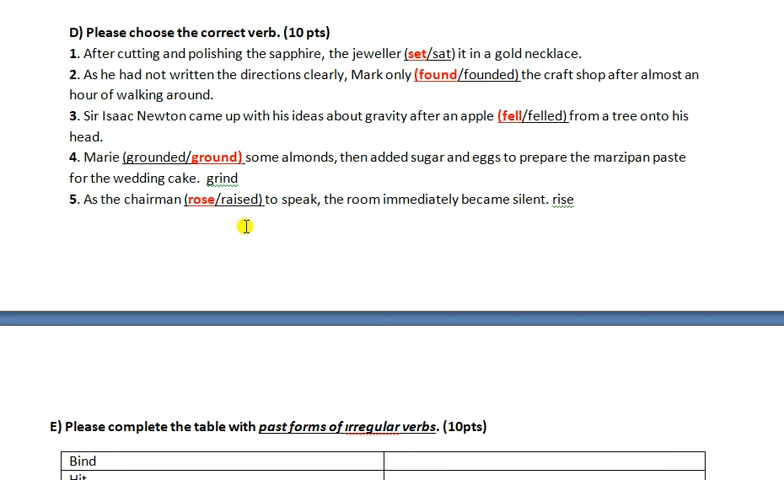 D) Please choose the correct verb. (10 pts)
1. After cutting and polishing the sapphire, the jeweller (set/sat) it in a gold necklace.
2. As he had not written the directions clearly, Mark only (found/founded) the craft shop after almost an
hour of walking around.
3. Sir Isaac Newton came up with his ideas about gravity after an apple (fell/felled) from a tree onto his
head.
4. Marie (grounded/ground) some almonds, then added sugar and eggs to prepare the marzipan paste
for the wedding cake. grind
5. As the chairman (rose/raised) to speak, the room immediately became silent. rise
E) Please complete the table with past forms of ırregular verbs. (10pts)
Bind
Hit